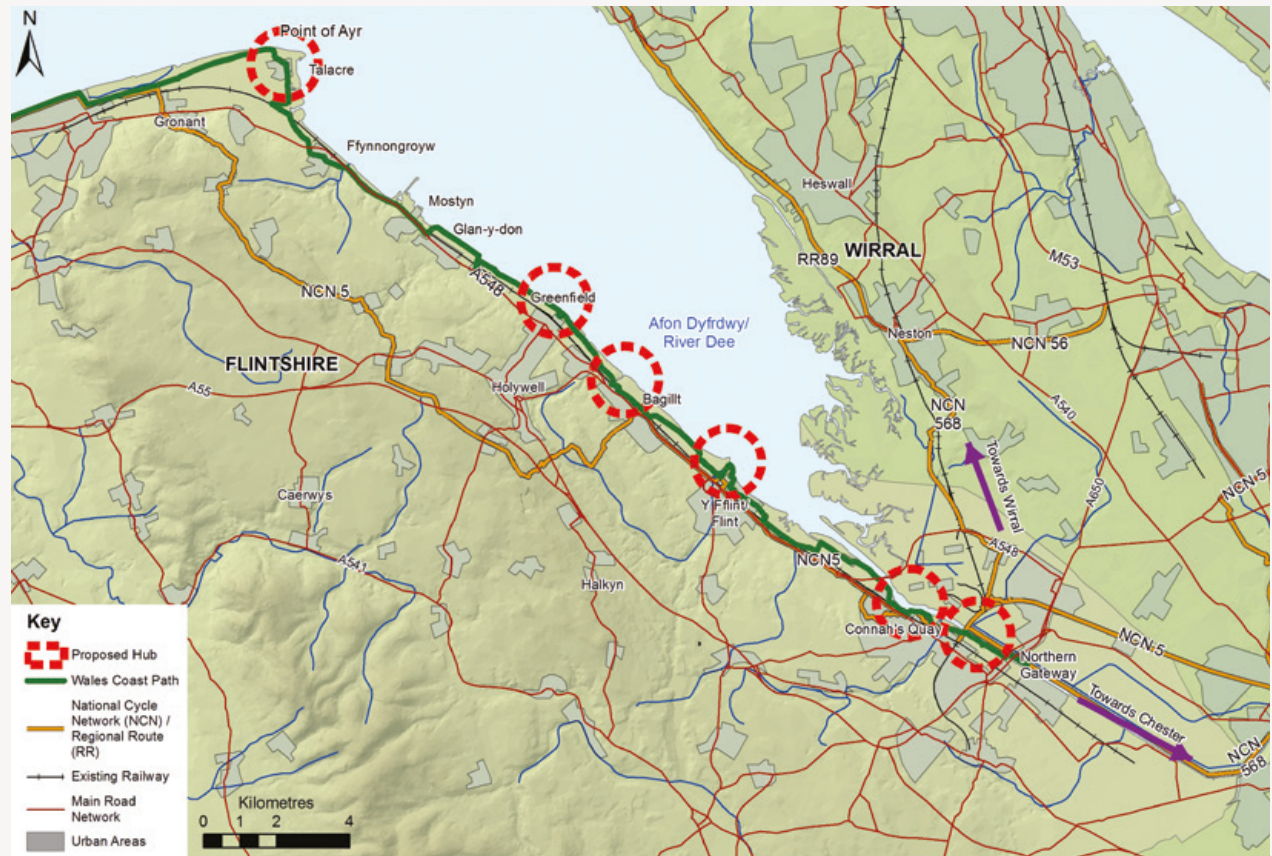 N
Point of Ayr
Talacre
Gronant
Ffynnongroyw
Mostyn
Glan-y-don
Heswall
WIRRAL
RR89
M53
A548
NCN 5
Greenfield
Afon Dyfrdwy/
River Dee
Neston
NCN 56
FLINTSHIRE
A55
Holywell
Bagillt
A540
NCN
568
Towards Wirral
A650
NCN 5
Caerwys
Y Fflint/
Flint
A548
A541
NCN5
Halkyn
Connah's Quay
NCN 5
Northern
Gateway
Towards Chester
NCN
568
Key
Proposed Hub
Wales Coast Path
National Cycle
Network (NCN) /
Regional Route
(RR)
Existing Railway
Main Road
Network
Urban Areas
Kilometres
0 1 2 4